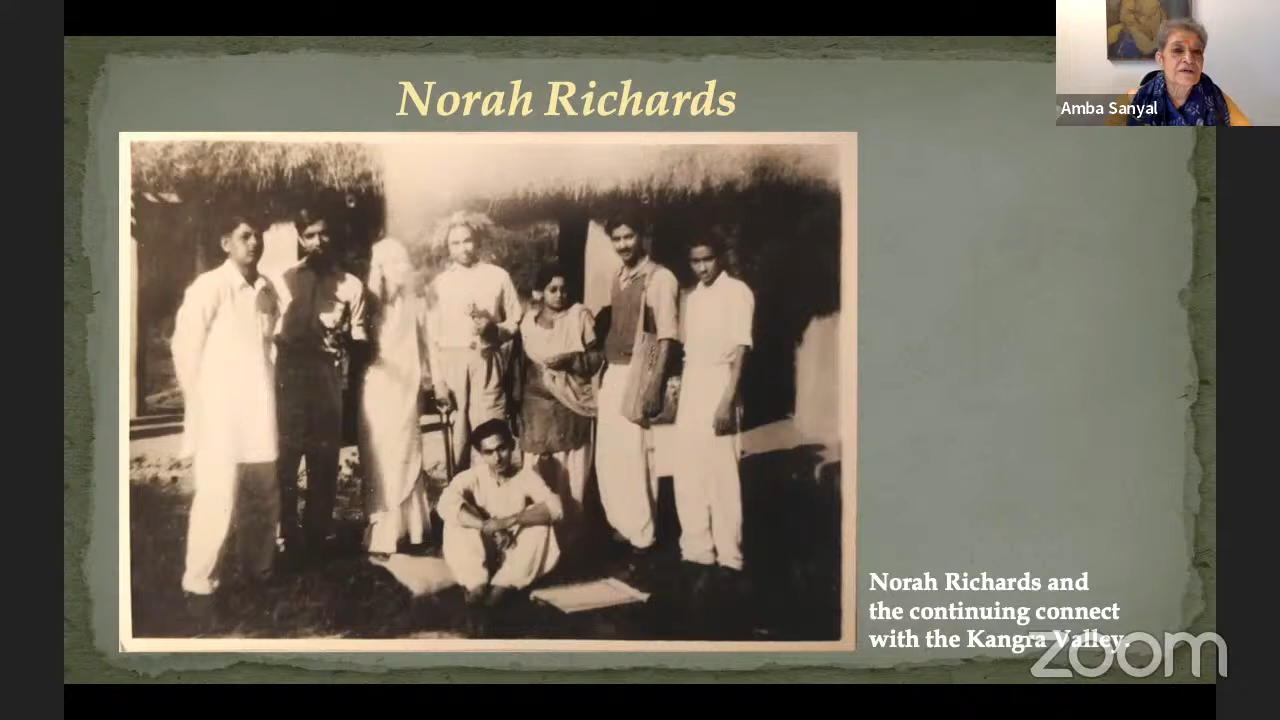 Norah Richards
Amba Sanyal
Norah Richards and
the continuing connect
with the Kangra Valley.
zoom